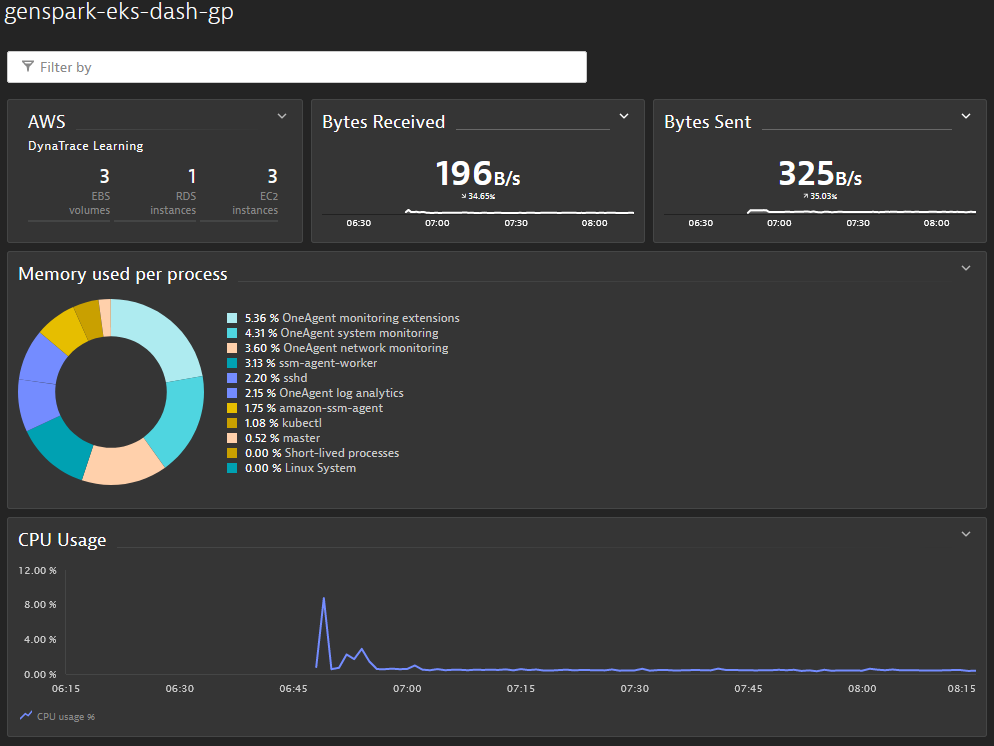 genspark-eks-dash-gp
Filter by
AWS
DynaTrace Learning
3 1 3
EBS RDS EC2
volumes instances instances
Bytes Received
196 B/s
↘ 34.65%
06:30 07:00 07:30 08:00
Bytes Sent
325 B/s
↗ 35.03%
06:30 07:00 07:30 08:00
Memory used per process
5.36 % OneAgent monitoring extensions
4.31 % OneAgent system monitoring
3.60 % OneAgent network monitoring
3.13 % ssm-agent-worker
2.20 % sshd
2.15 % OneAgent log analytics
1.75 % amazon-ssm-agent
1.08 % kubectl
0.52 % master
0.00 % Short-lived processes
0.00 % Linux System
CPU Usage
12.00 %
8.00 %
4.00 %
0.00 %
06:15 06:30 06:45 07:00 07:15 07:30 07:45 08:00 08:15
CPU usage %